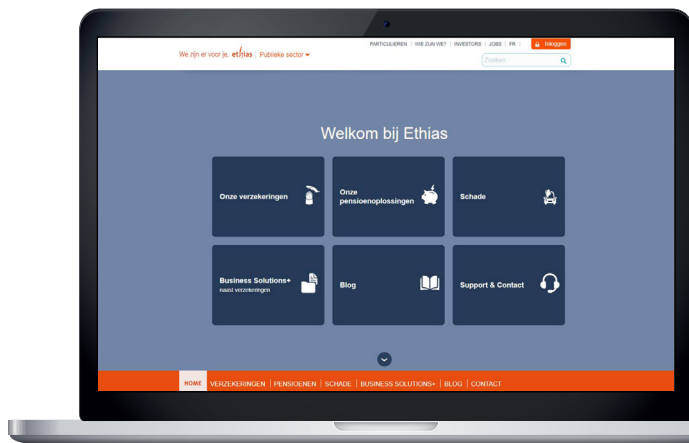 PARTICULIEREN | WIE ZIJN WE? | INVESTORS | JOBS | FR | Inloggen
We zijn er voor je. ethias | Publieke sector
Zoeken
Welkom bij Ethias
Onze verzekeringen
Onze
pensioenoplossingen
Schade
Business Solutions+
naast verzekeringen
Blog
Support & Contact
HOME VERZEKERINGEN | PENSIOENEN | SCHADE | BUSINESS SOLUTIONS+ | BLOG | CONTACT